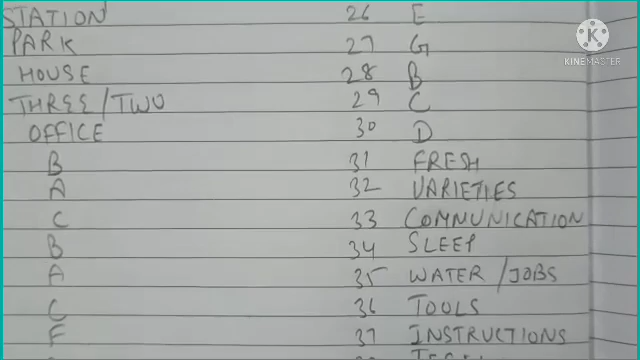 STATION 26 E
PARK 27 G
HOUSE 28 B
THREE/TWO 29 C
OFFICE 30 D
B 31 FRESH
A 32 VARIETIES
C 33 COMMUNICATION
B 34 SLEEP
A 35 WATER/JOBS
C 36 TOOLS
F 37 INSTRUCTIONS
KINEMASTER